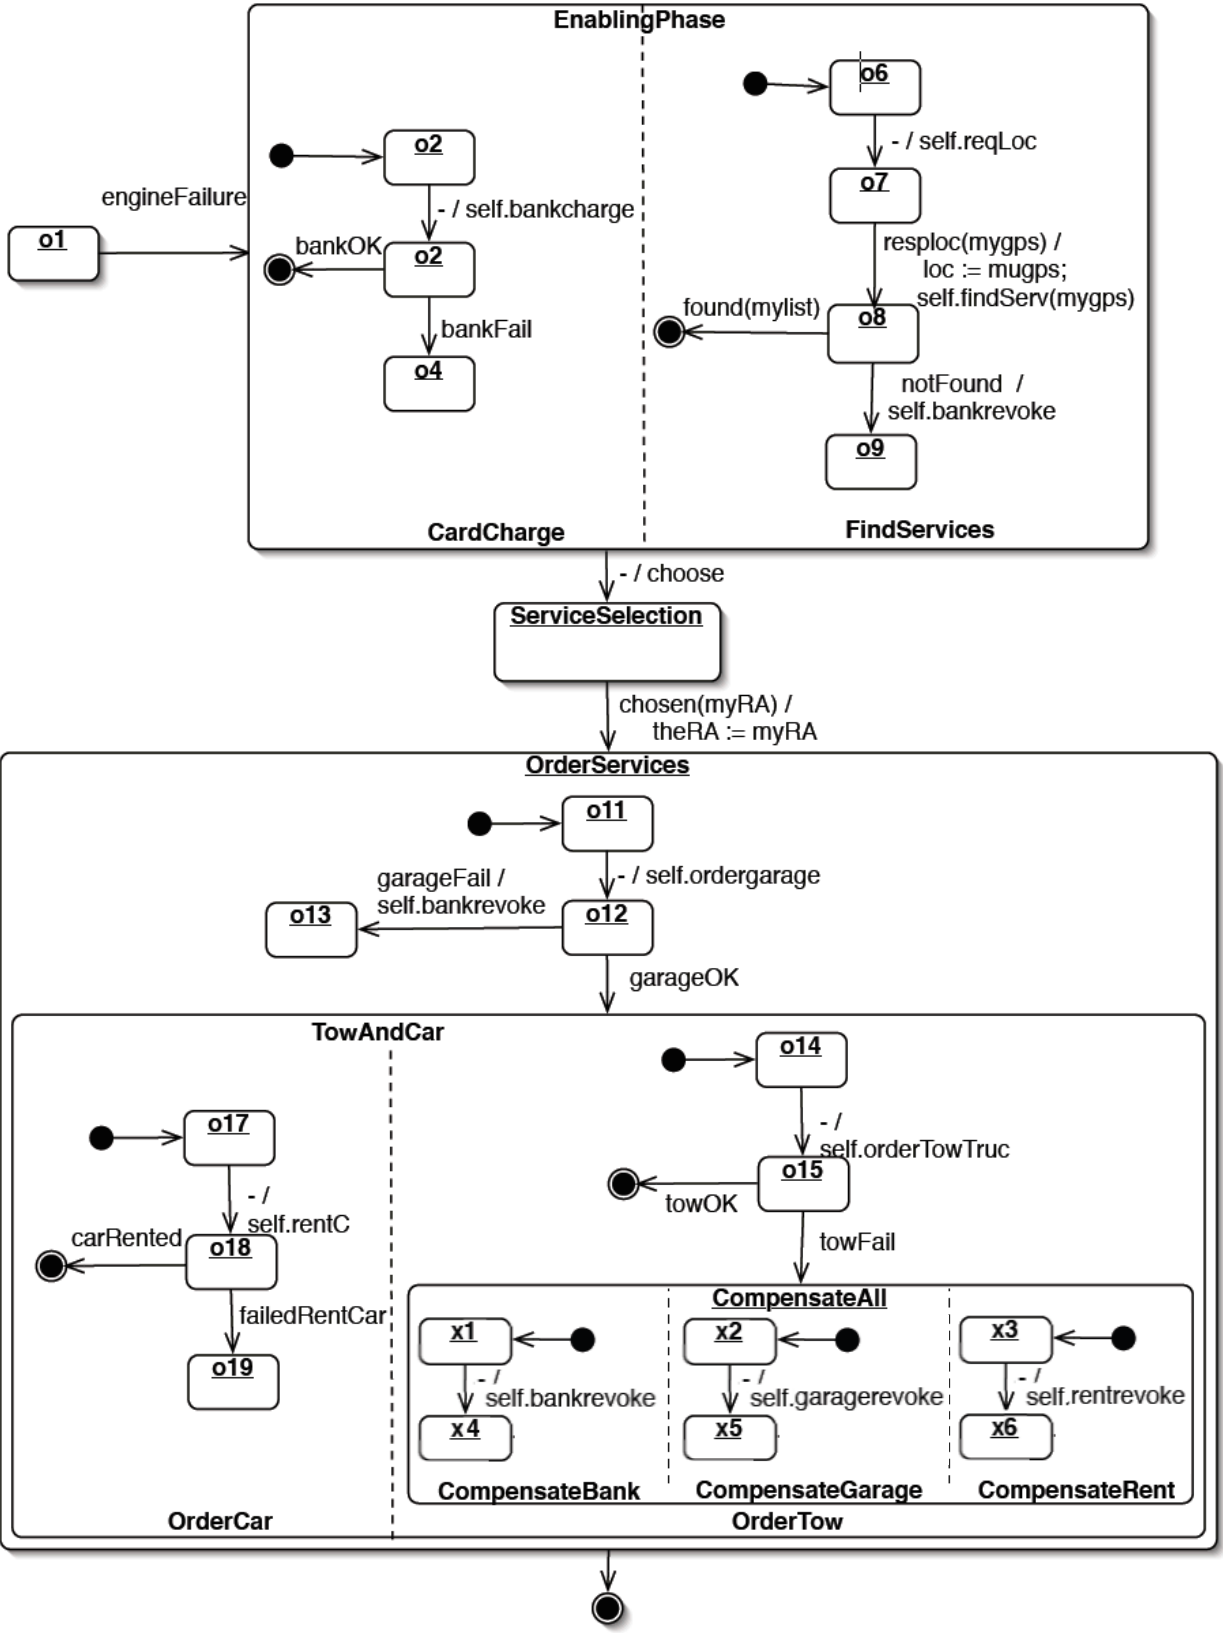 EnablingPhase
o6
- / self.reqLoc
o2
o7
engineFailure
- / self.bankcharge
o1
bankOK
o2
resploc(mygps) /
loc := mugps;
self.findServ(mygps)
found(mylist)
o8
bankFail
o4
notFound /
self.bankrevoke
o9
CardCharge
FindServices
- / choose
ServiceSelection
chosen(myRA) /
theRA := myRA
OrderServices
o11
garageFail /
self.bankrevoke
- / self.ordergarage
o13
o12
garageOK
TowAndCar
o14
o17
- /
self.orderTowTruc
o15
- /
self.rentC
towOK
carRented
o18
towFail
failedRentCar
CompensateAll
o19
x1
x2
x3
- /
self.bankrevoke
- /
self.garagerevoke
- /
self.rentrevoke
x4
x5
x6
CompensateBank
CompensateGarage
CompensateRent
OrderCar
OrderTow